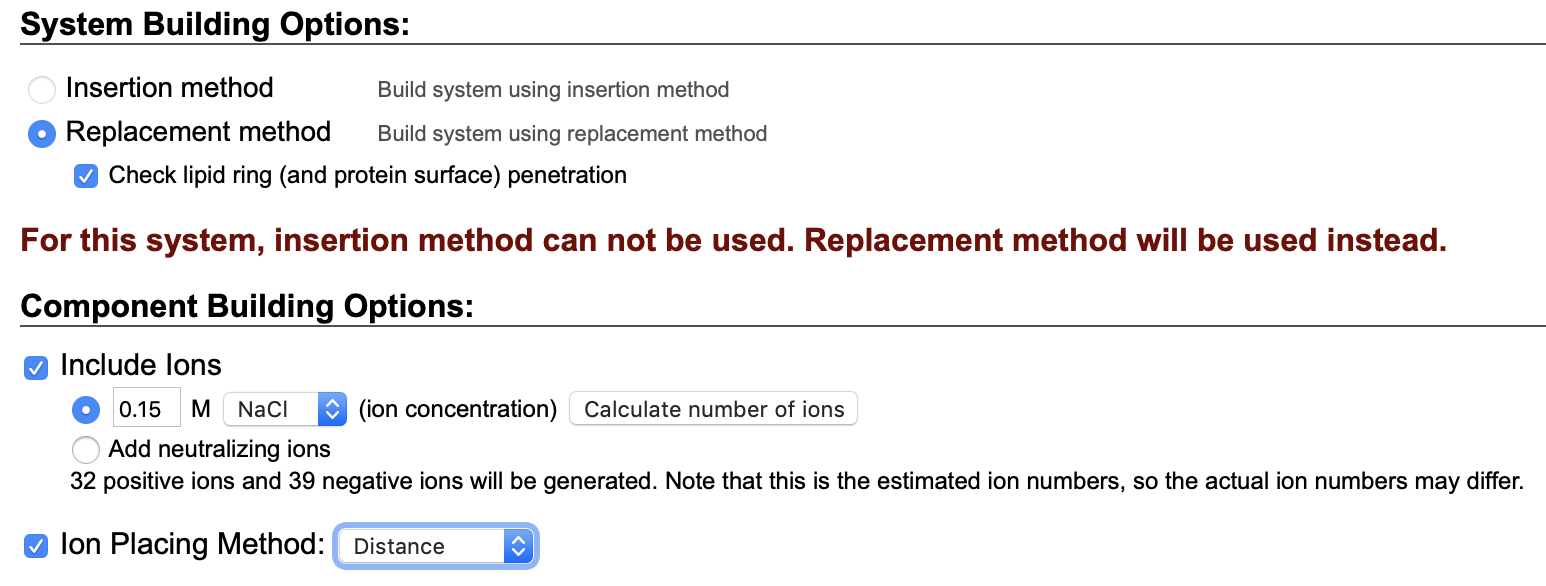 System Building Options:
Insertion method Build system using insertion method
Replacement method Build system using replacement method
Check lipid ring (and protein surface) penetration
For this system, insertion method can not be used. Replacement method will be used instead.
Component Building Options:
Include Ions
0.15 M NaCl (ion concentration) Calculate number of ions
Add neutralizing ions
32 positive ions and 39 negative ions will be generated. Note that this is the estimated ion numbers, so the actual ion numbers may differ.
Ion Placing Method: Distance